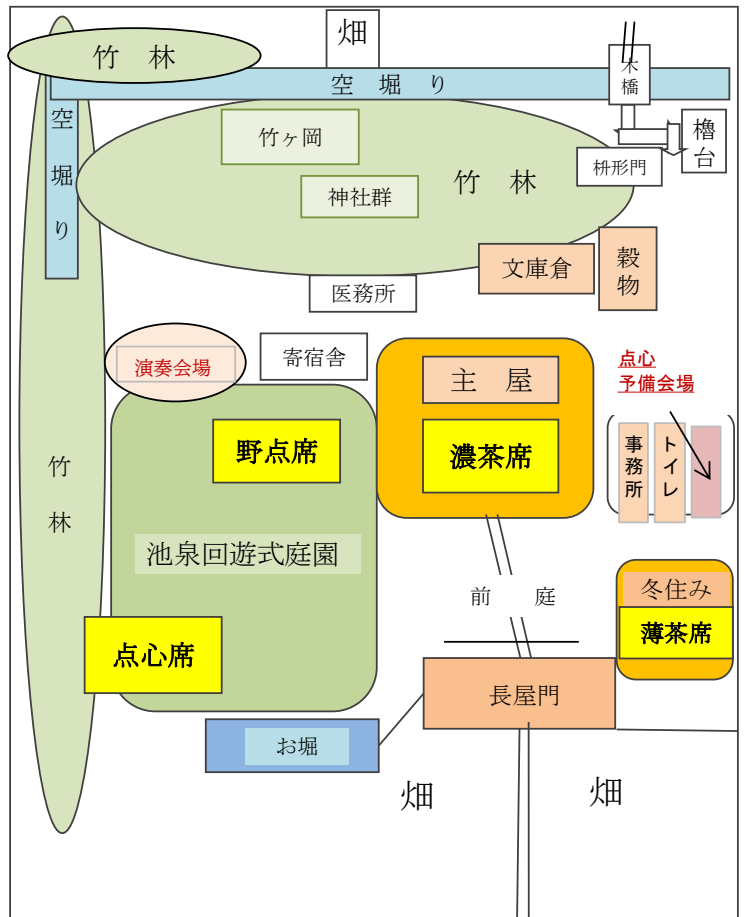 畑
竹　林
木橋
空　堀　り
空堀り
櫓台
竹ヶ岡
竹　林
枡形門
神社群
文庫倉
穀物
医務所
演奏会場
寄宿舎
主　屋
点心
予備会場
野点席
濃茶席
事務所
トイレ
竹林
池泉回遊式庭園
前　庭
冬住み
薄茶席
点心席
長屋門
お堀
畑
畑